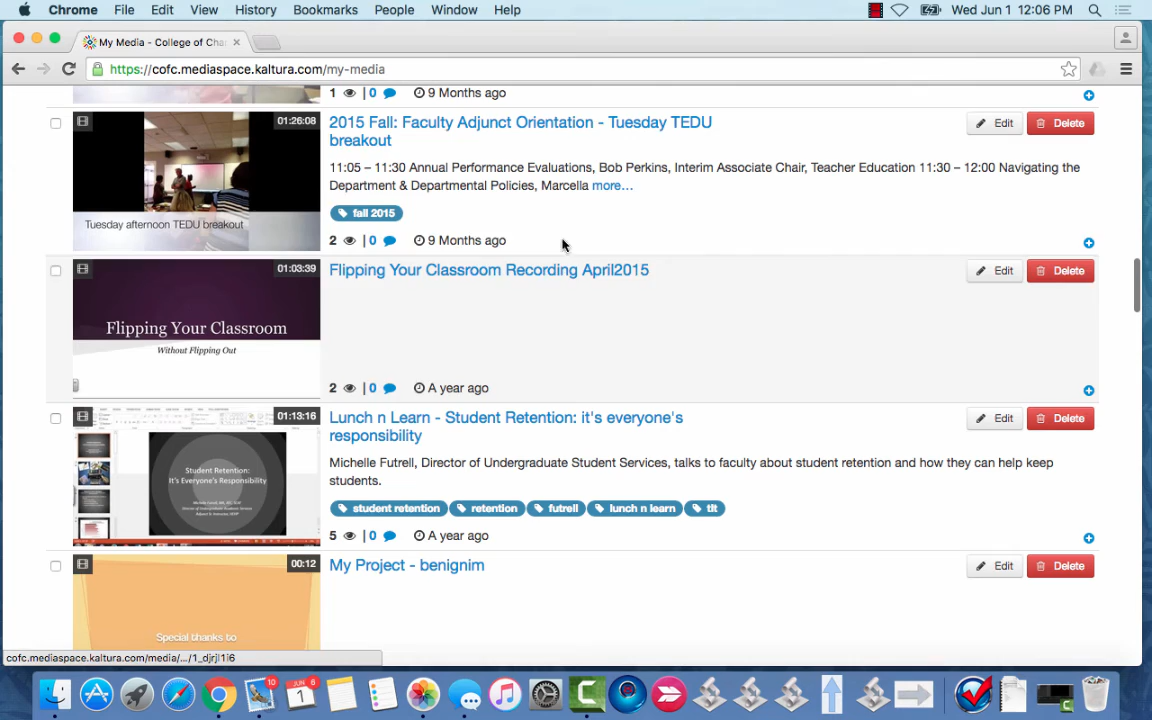 Chrome File Edit View History Bookmarks People Window Help Wed Jun 1 12:06 PM
My Media - College of Cha
https://cofc.mediaspace.kaltura.com/my-media
1 | 0 9 Months ago
01:26:08
2015 Fall: Faculty Adjunct Orientation - Tuesday TEDU
breakout
Edit Delete
11:05 – 11:30 Annual Performance Evaluations, Bob Perkins, Interim Associate Chair, Teacher Education 11:30 – 12:00 Navigating the
Department & Departmental Policies, Marcella more...
fall 2015
Tuesday afternoon TEDU breakout
2 | 0 9 Months ago
01:03:39
Flipping Your Classroom Recording April2015
Edit Delete
Flipping Your Classroom
Without Flipping Out
2 | 0 A year ago
01:13:16
Lunch n Learn - Student Retention: it's everyone's
responsibility
Edit Delete
Michelle Futrell, Director of Undergraduate Student Services, talks to faculty about student retention and how they can help keep
students.
Student Retention:
It's Everyone's Responsibility
student retention retention futrell lunch n learn tlt
5 | 0 A year ago
00:12
My Project - benignim
Edit Delete
Special thanks to
cofc.mediaspace.kaltura.com/media/.../1_djrjl1i6
10
JUN
1
6